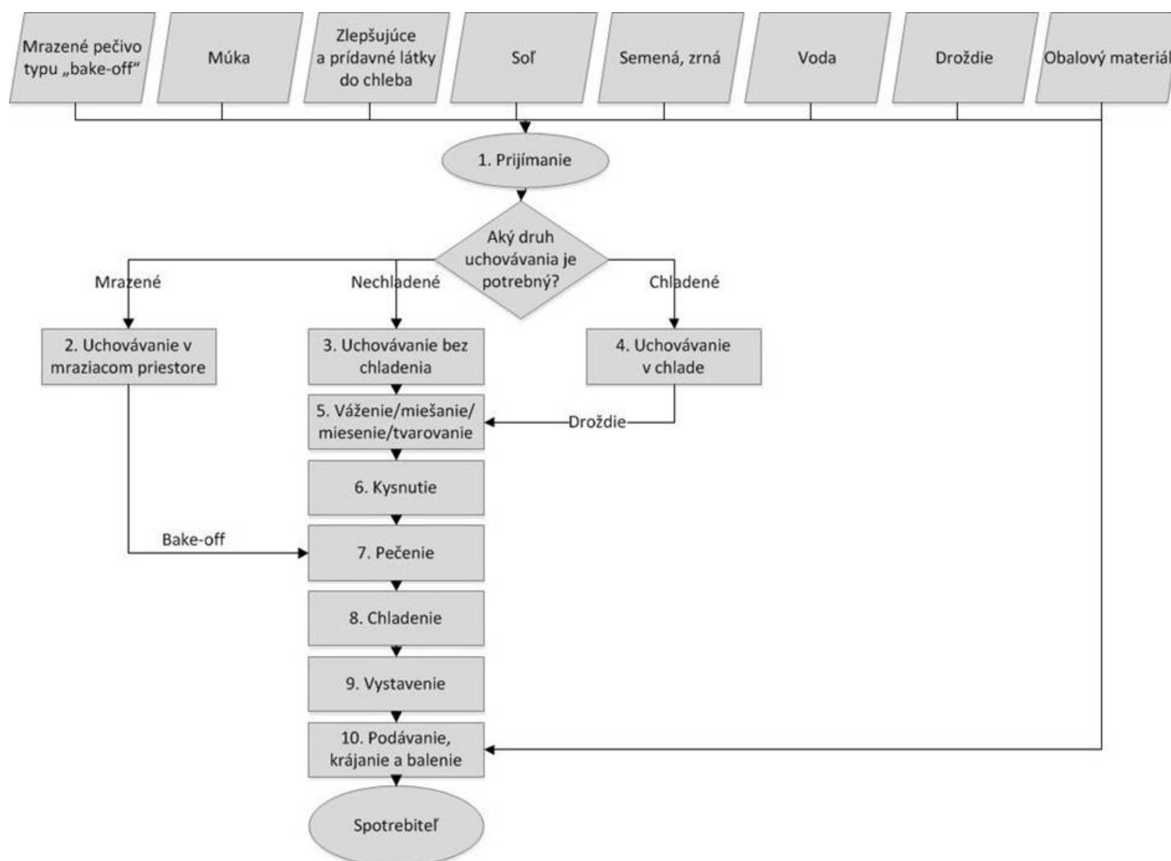 Mrazené pečivo
typu „bake-off“
Múka
Zlepšujúce
a prídavné látky
do chleba
Soľ
Semená, zrná
Voda
Droždie
Obalový materiál
1. Prijímanie
Aký druh
uchovávania je
potrebný?
Mrazené
Nechladené
Chladené
2. Uchovávanie v
mraziacom priestore
3. Uchovávanie bez
chladenia
4. Uchovávanie
v chlade
5. Váženie/miešanie/
miesenie/tvarovanie
Droždie
6. Kysnutie
Bake-off
7. Pečenie
8. Chladenie
9. Vystavenie
10. Podávanie,
krájanie a balenie
Spotrebiteľ